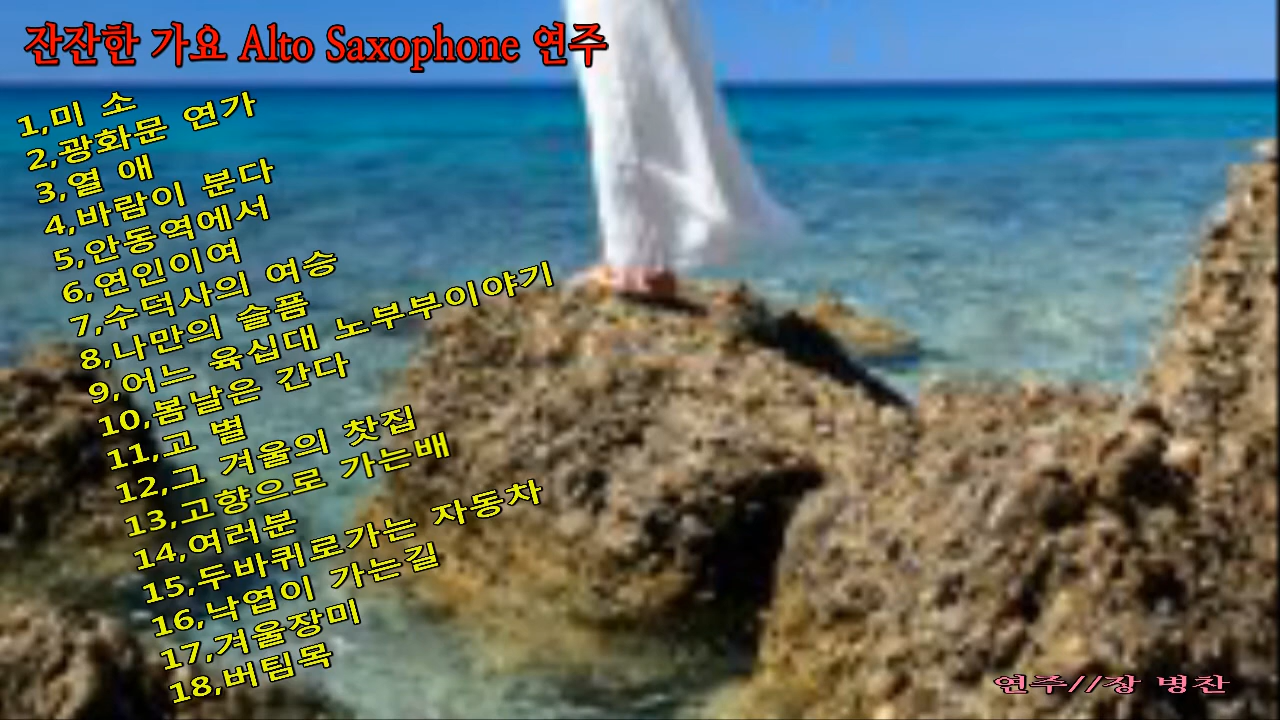 잔잔한 가요 Alto Saxophone 연주
1,미 소
2,광화문 연가
3,열 애
4,바람이 분다
5,안동역에서
6,연인이여
7,수덕사의 여승
8,나만의 슬픔
9,어느 육십대 노부부이야기
10,봄날은 간다
11,고 별
12,그 겨울의 찻집
13,고향으로 가는배
14,여러분
15,두바퀴로가는 자동차
16,낙엽이 가는길
17,겨울장미
18,버팀목
연주//장 병찬